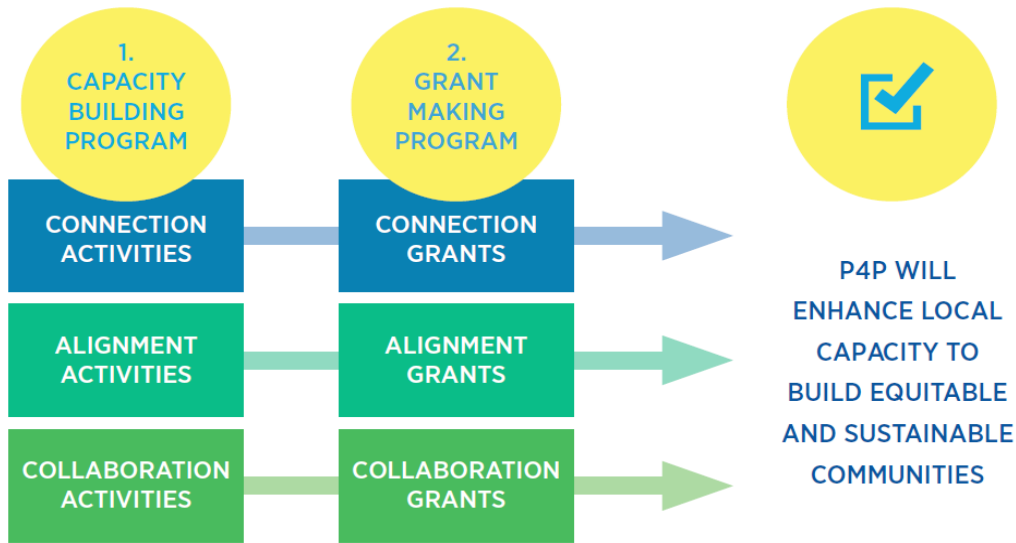 1.
CAPACITY
BUILDING
PROGRAM
2.
GRANT
MAKING
PROGRAM
CONNECTION
ACTIVITIES
CONNECTION
GRANTS
ALIGNMENT
ACTIVITIES
ALIGNMENT
GRANTS
COLLABORATION
ACTIVITIES
COLLABORATION
GRANTS
P4P WILL
ENHANCE LOCAL
CAPACITY TO
BUILD EQUITABLE
AND SUSTAINABLE
COMMUNITIES